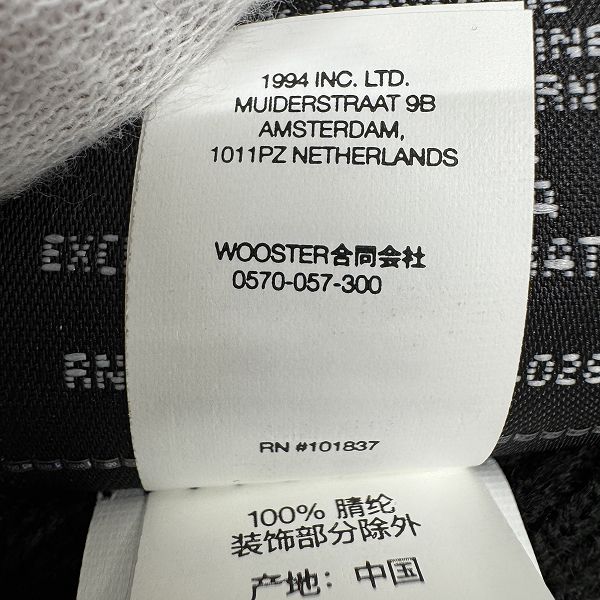 1994 INC. LTD.
MUIDERSTRAAT 9B
AMSTERDAM,
1011PZ NETHERLANDS
WOOSTER合同会社
0570-057-300
RN #101837
100% 腈纶
装饰部分除外
产地: 中国